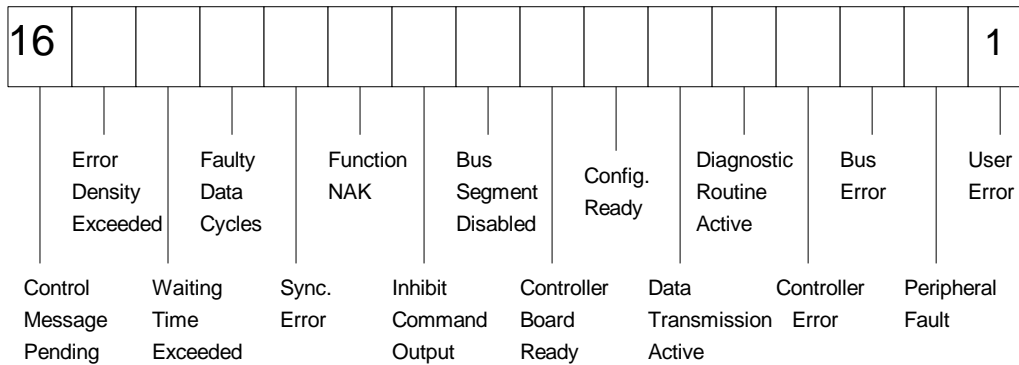 16
1
Error
Density
Exceeded
Faulty
Data
Cycles
Function
NAK
Bus
Segment
Disabled
Config.
Ready
Diagnostic
Routine
Active
Bus
Error
User
Error
Control
Message
Pending
Waiting
Time
Exceeded
Sync.
Error
Inhibit
Command
Output
Controller
Board
Ready
Data
Transmission
Active
Controller
Error
Peripheral
Fault